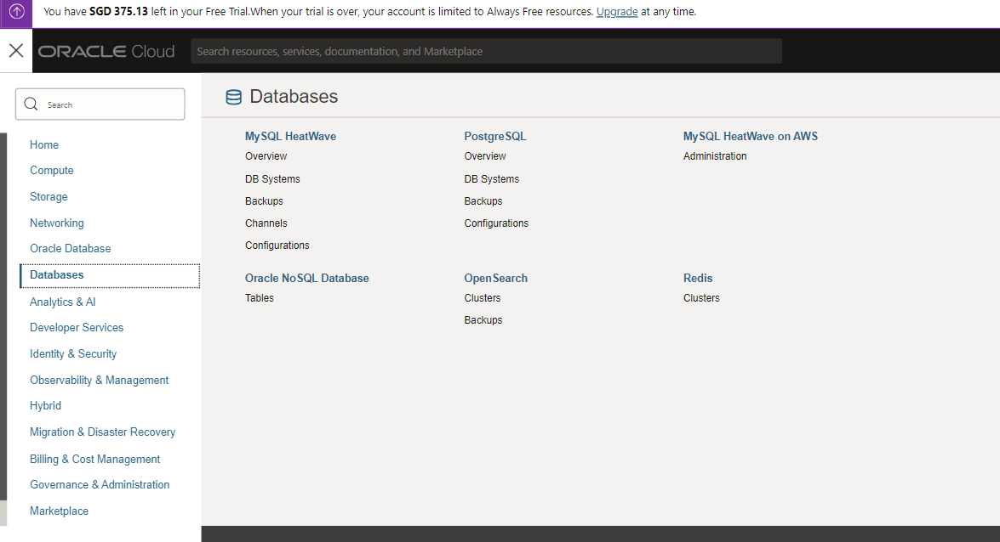 You have SGD 375.13 left in your Free Trial.When your trial is over, your account is limited to Always Free resources. Upgrade at any time.
ORACLE Cloud
Search resources, services, documentation, and Marketplace
Search
Home
Compute
Storage
Networking
Oracle Database
Databases
Analytics & AI
Developer Services
Identity & Security
Observability & Management
Hybrid
Migration & Disaster Recovery
Billing & Cost Management
Governance & Administration
Marketplace
Databases
MySQL HeatWave
Overview
DB Systems
Backups
Channels
Configurations
PostgreSQL
Overview
DB Systems
Backups
Configurations
MySQL HeatWave on AWS
Administration
Oracle NoSQL Database
Tables
OpenSearch
Clusters
Backups
Redis
Clusters